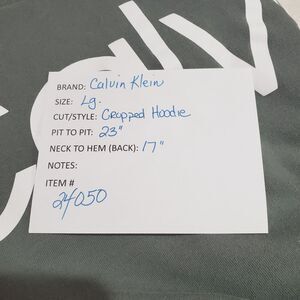 BRAND: Calvin Klein
SIZE: Lg.
CUT/STYLE: Cropped Hoodie
PIT TO PIT: 23"
NECK TO HEM (BACK): 17"
NOTES:
ITEM #
24050